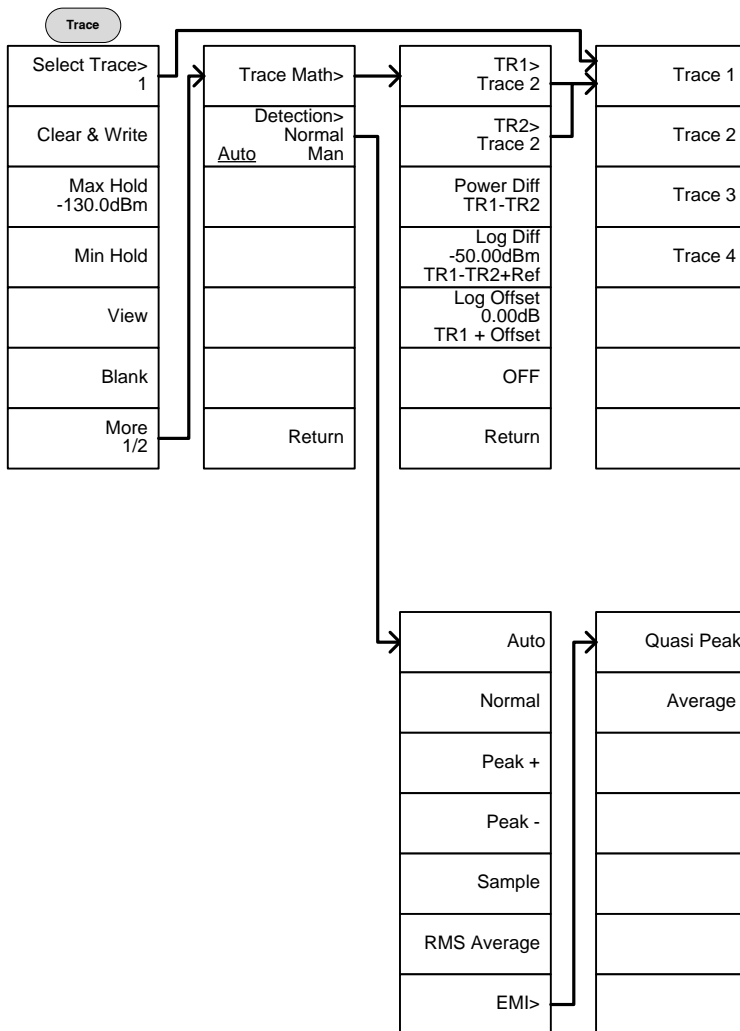 Trace
Select Trace>
1
Clear & Write
Max Hold
-130.0dBm
Min Hold
View
Blank
More
1/2
Trace Math>
Detection>
Normal
Auto Man
Return
TR1>
Trace 2
TR2>
Trace 2
Power Diff
TR1-TR2
Log Diff
-50.00dBm
TR1-TR2+Ref
Log Offset
0.00dB
TR1 + Offset
OFF
Return
Trace 1
Trace 2
Trace 3
Trace 4
Auto
Normal
Peak +
Peak -
Sample
RMS Average
EMI>
Quasi Peak
Average